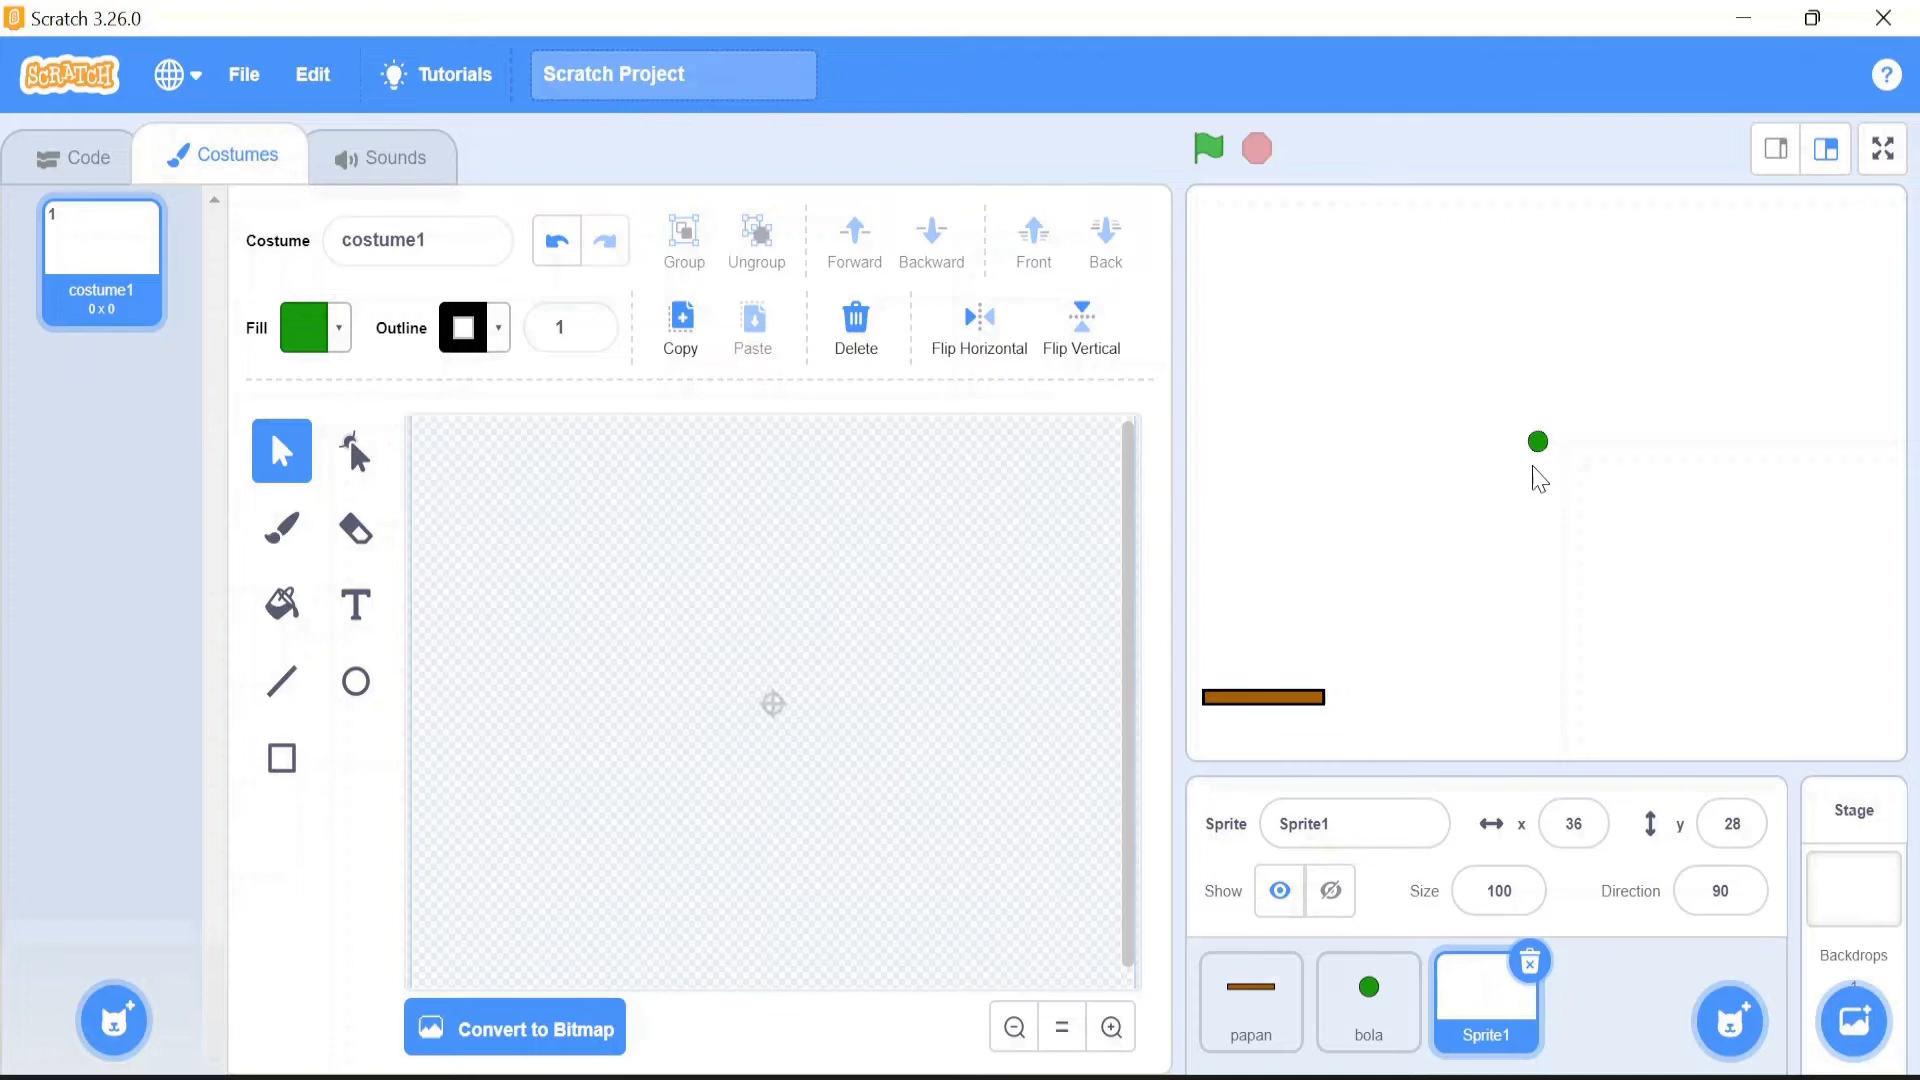 Scratch 3.26.0
SCRATCH File Edit Tutorials Scratch Project ?
Code Costumes Sounds
1
costume1
0 x 0
Costume costume1 Group Ungroup Forward Backward Front Back
Fill Outline 1 Copy Paste Delete Flip Horizontal Flip Vertical
T
Convert to Bitmap
=
Sprite Sprite1 x 36 y 28
Show Size 100 Direction 90
papan bola Sprite1
Stage
Backdrops